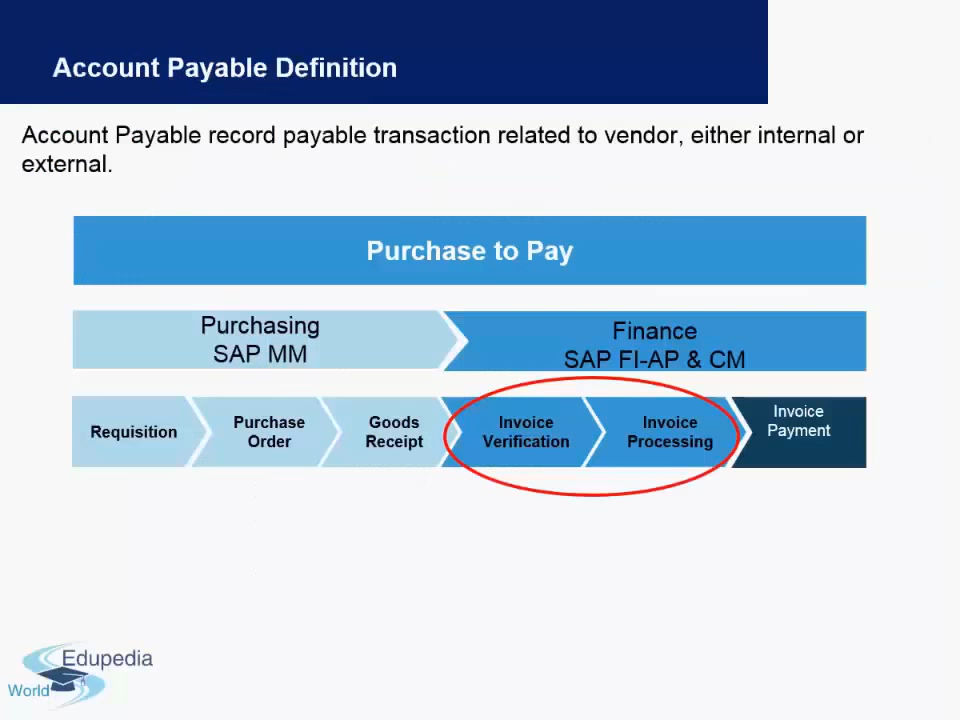 Account Payable Definition
Account Payable record payable transaction related to vendor, either internal or
external.
Purchase to Pay
Purchasing
SAP MM
Finance
SAP FI-AP & CM
Requisition
Purchase
Order
Goods
Receipt
Invoice
Verification
Invoice
Processing
Invoice
Payment
Edupedia
World